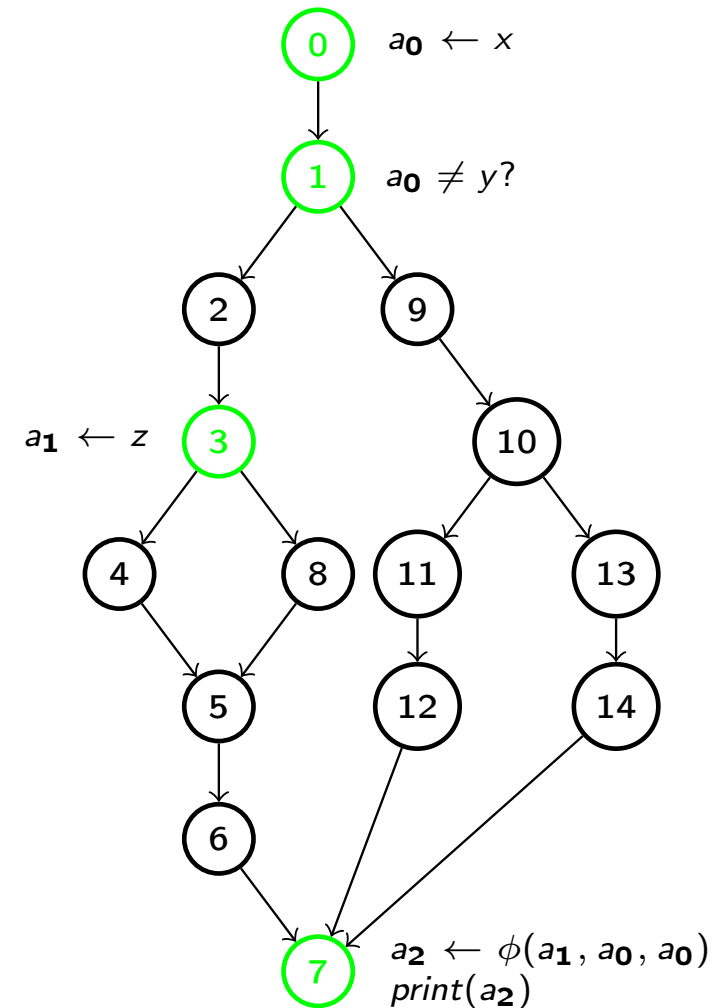 0 a₀ ← x
1 a₀ ≠ y?
2 9
a₁ ← z 3 10
4 8 11 13
5 12 14
6
7 a₂ ← ϕ(a₁, a₀, a₀)
print(a₂)